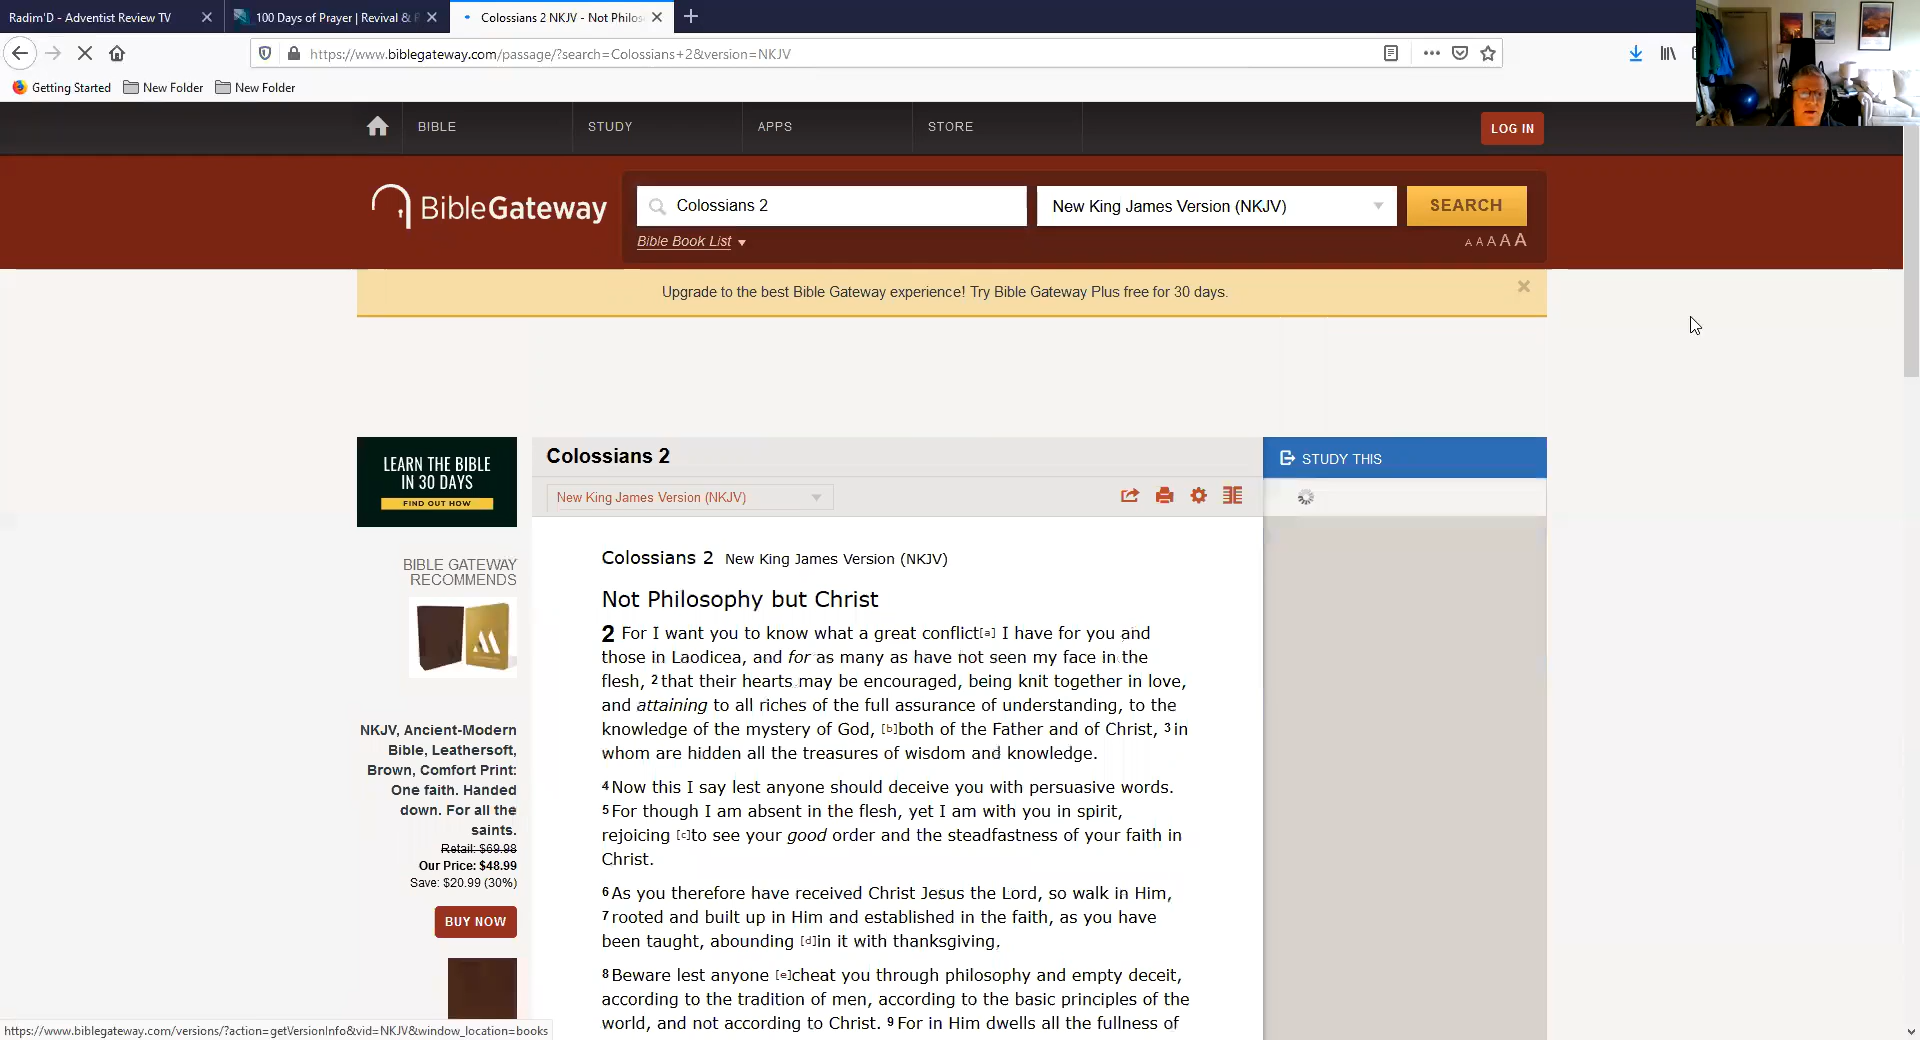 Radim'D - Adventist Review TV
100 Days of Prayer | Revival &
Colossians 2 NKJV - Not Philos
https://www.biblegateway.com/passage/?search=Colossians+2&version=NKJV
Getting Started
New Folder
New Folder
BIBLE
STUDY
APPS
STORE
LOG IN
BibleGateway
Colossians 2
New King James Version (NKJV)
SEARCH
Bible Book List
A A A A A
Upgrade to the best Bible Gateway experience! Try Bible Gateway Plus free for 30 days.
LEARN THE BIBLE
IN 30 DAYS
FIND OUT HOW
BIBLE GATEWAY
RECOMMENDS
NKJV, Ancient-Modern
Bible, Leathersoft,
Brown, Comfort Print:
One faith. Handed
down. For all the
saints.
Retail: $69.98
Our Price: $48.99
Save: $20.99 (30%)
BUY NOW
Colossians 2
New King James Version (NKJV)
STUDY THIS
Colossians 2 New King James Version (NKJV)
Not Philosophy but Christ
2 For I want you to know what a great conflict[a] I have for you and
those in Laodicea, and for as many as have not seen my face in the
flesh, 2 that their hearts may be encouraged, being knit together in love,
and attaining to all riches of the full assurance of understanding, to the
knowledge of the mystery of God, [b]both of the Father and of Christ, 3 in
whom are hidden all the treasures of wisdom and knowledge.
4 Now this I say lest anyone should deceive you with persuasive words.
5 For though I am absent in the flesh, yet I am with you in spirit,
rejoicing [c]to see your good order and the steadfastness of your faith in
Christ.
6 As you therefore have received Christ Jesus the Lord, so walk in Him,
7 rooted and built up in Him and established in the faith, as you have
been taught, abounding [d]in it with thanksgiving.
8 Beware lest anyone [e]cheat you through philosophy and empty deceit,
according to the tradition of men, according to the basic principles of the
world, and not according to Christ. 9 For in Him dwells all the fullness of
https://www.biblegateway.com/versions/?action=getVersionInfo&vid=NKJV&window_location=books